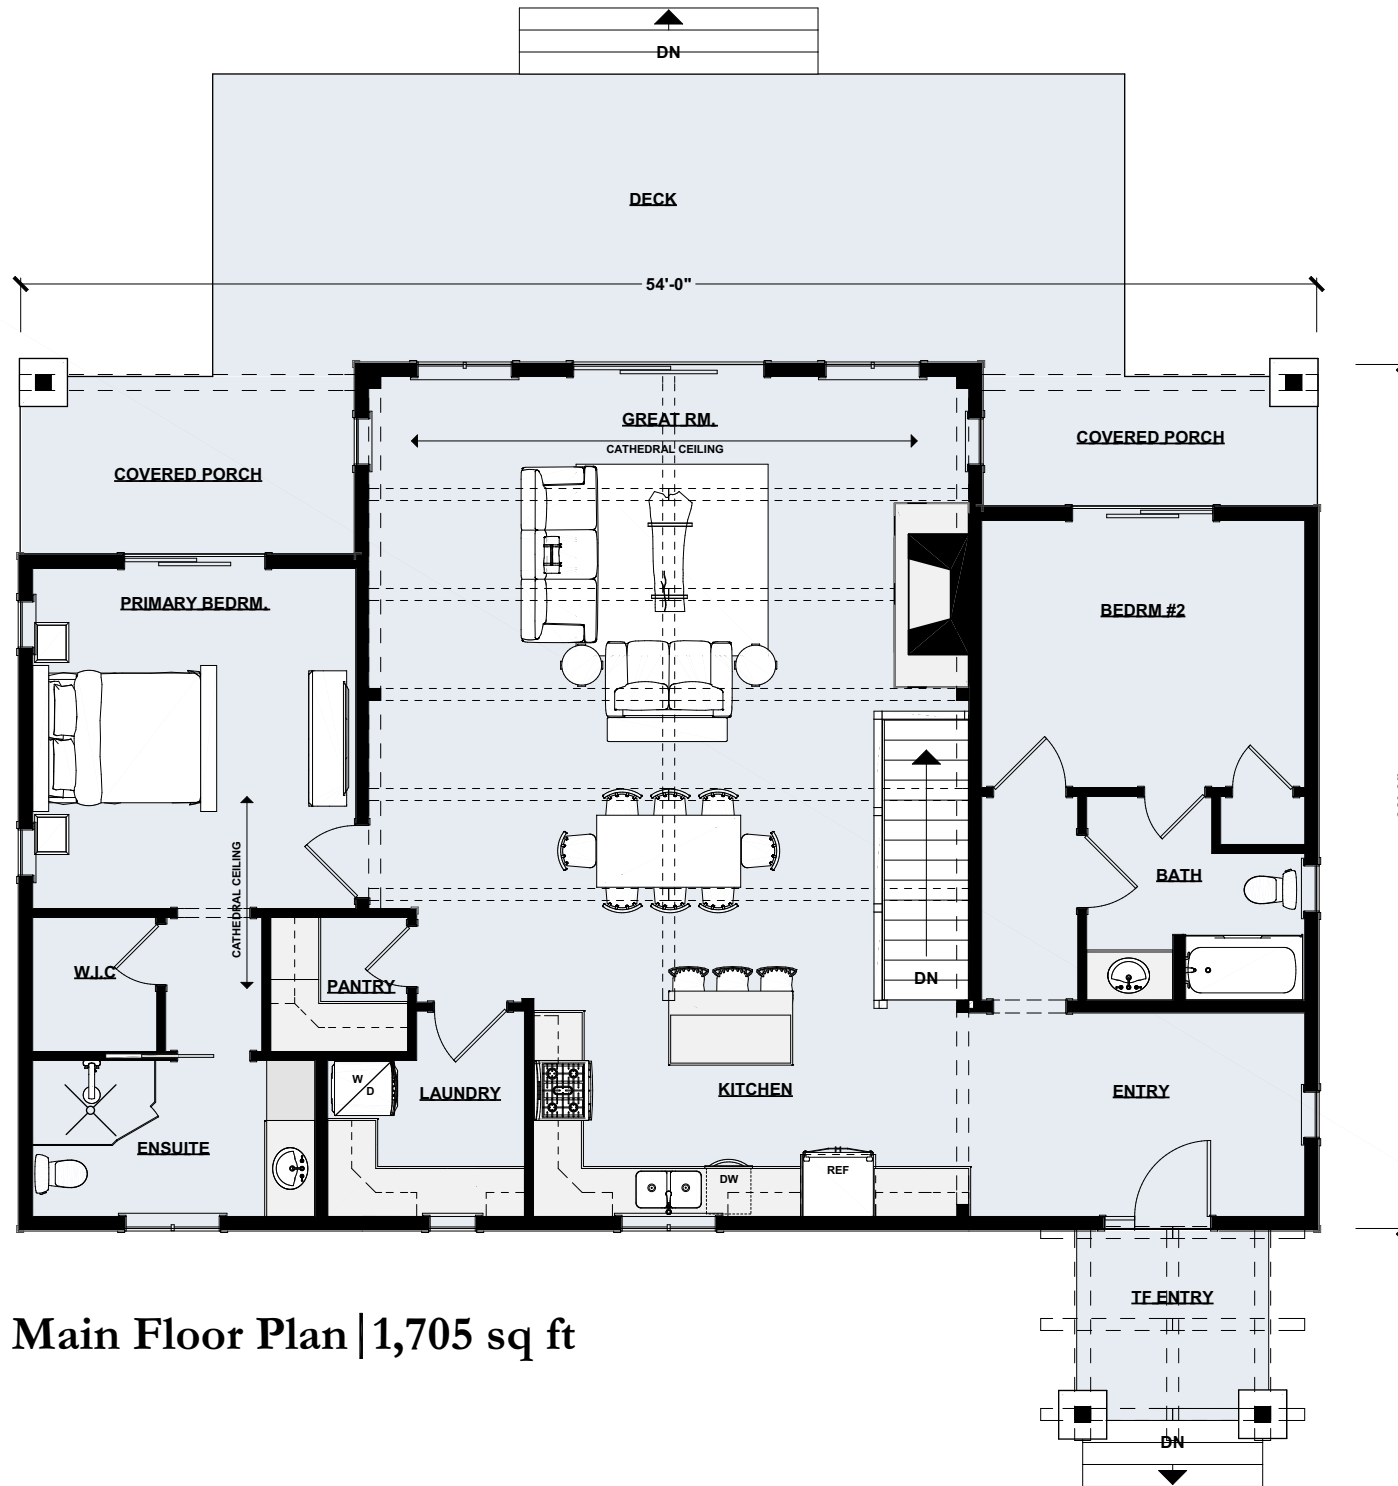 DN
DECK
54'-0"
GREAT RM.
CATHEDRAL CEILING
COVERED PORCH
COVERED PORCH
PRIMARY BEDRM.
BEDRM #2
CATHEDRAL CEILING
BATH
W.I.C
PANTRY
DN
W
D
LAUNDRY
KITCHEN
ENTRY
ENSUITE
DW
REF
TF ENTRY
Main Floor Plan|1,705 sq ft
DN